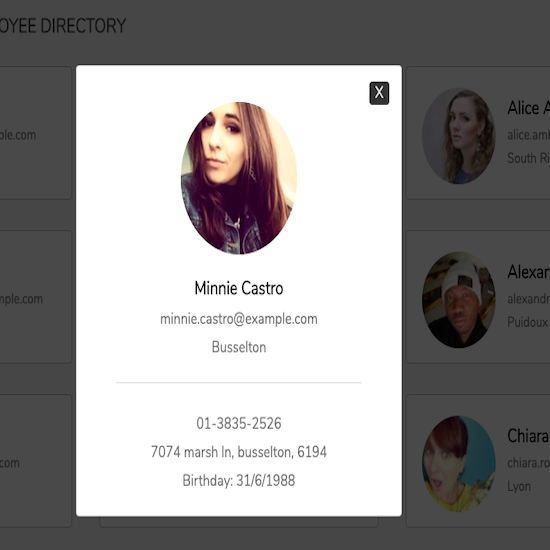 OYEE DIRECTORY
X
Minnie Castro
minnie.castro@example.com
Busselton
01-3835-2526
7074 marsh ln, busselton, 6194
Birthday: 31/6/1988
ple.com
mple.com
.com
Alice A
alice.aml
South Ri
Alexan
alexandr
Puidoux
Chiara
chiara.ro
Lyon